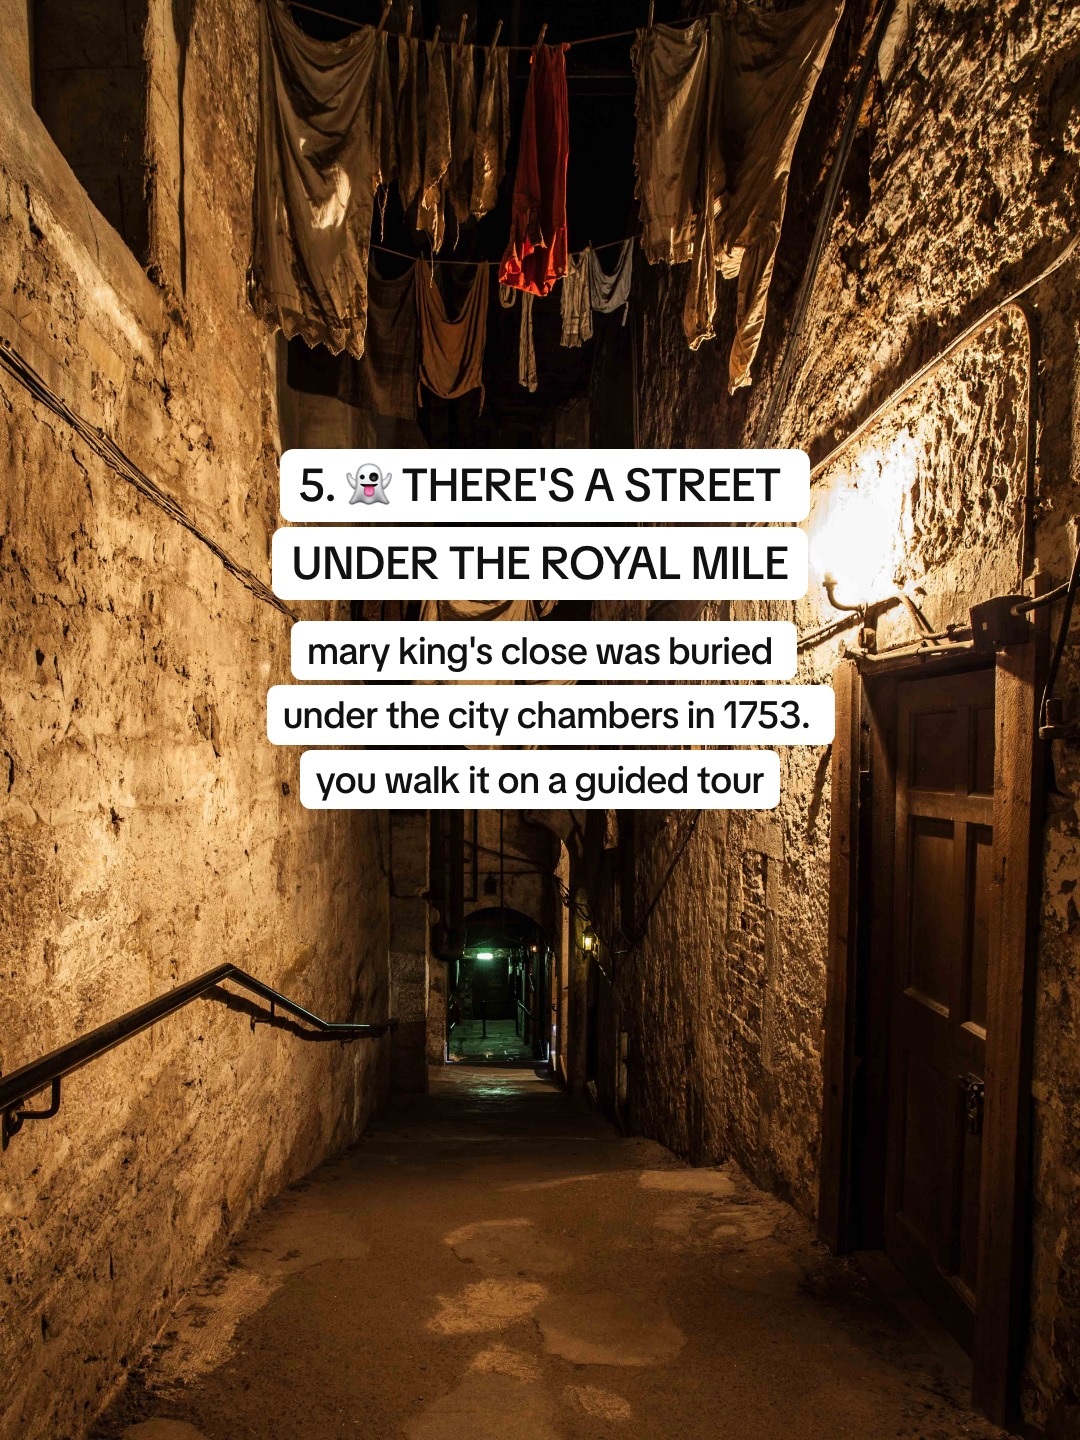 5. 👻 THERE'S A STREET
UNDER THE ROYAL MILE
mary king's close was buried
under the city chambers in 1753.
you walk it on a guided tour